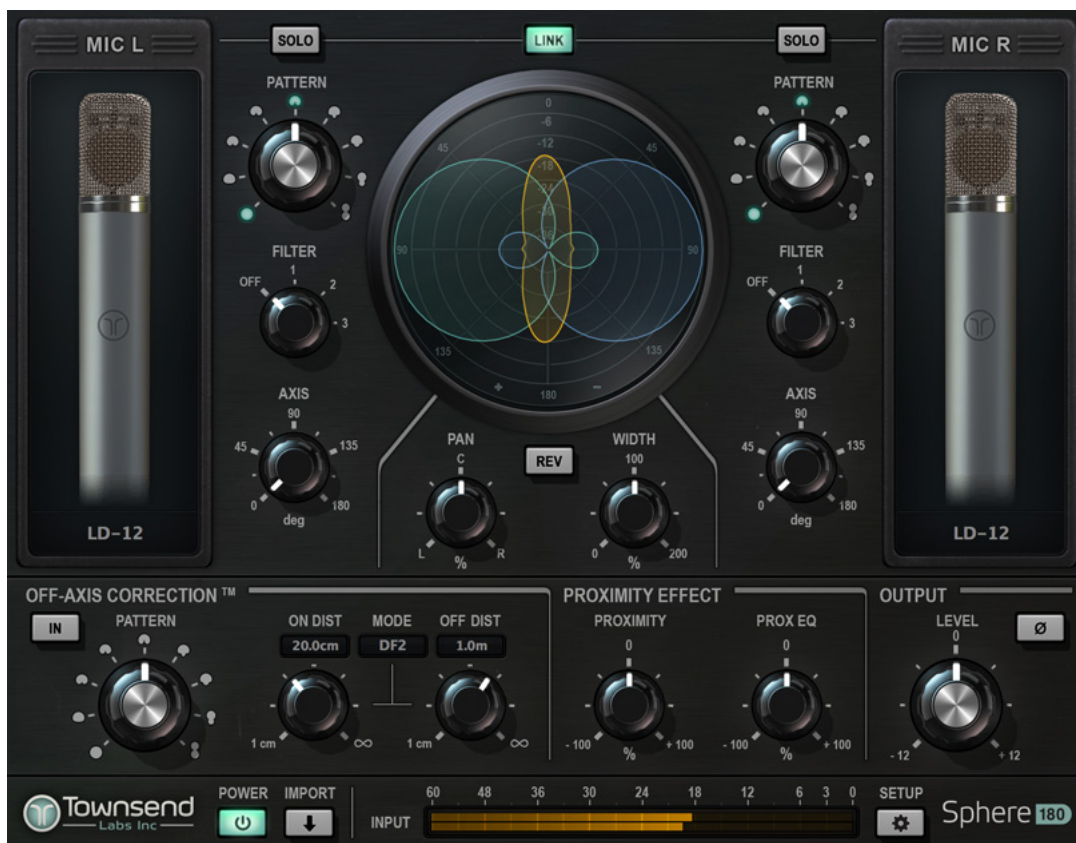 MIC L
SOLO
LINK
SOLO
MIC R
PATTERN
PATTERN
0
-6
-12
-18
24
36
45
45
90
90
135
135
180
+
−
FILTER
OFF
1
2
3
FILTER
OFF
1
2
3
AXIS
0
45
90
135
180
deg
AXIS
0
45
90
135
180
deg
PAN
C
L
R
%
REV
WIDTH
100
0
200
%
LD-12
LD-12
OFF-AXIS CORRECTION ™
IN
PATTERN
ON DIST
MODE
OFF DIST
20.0cm
DF2
1.0m
1 cm
∞
1 cm
∞
PROXIMITY EFFECT
PROXIMITY
0
- 100
+ 100
%
PROX EQ
0
- 100
+ 100
%
OUTPUT
LEVEL
0
- 12
+ 12
Ø
Townsend
Labs Inc
POWER
IMPORT
INPUT
60 48 36 30 24 18 12 6 3 0
SETUP
Sphere 180